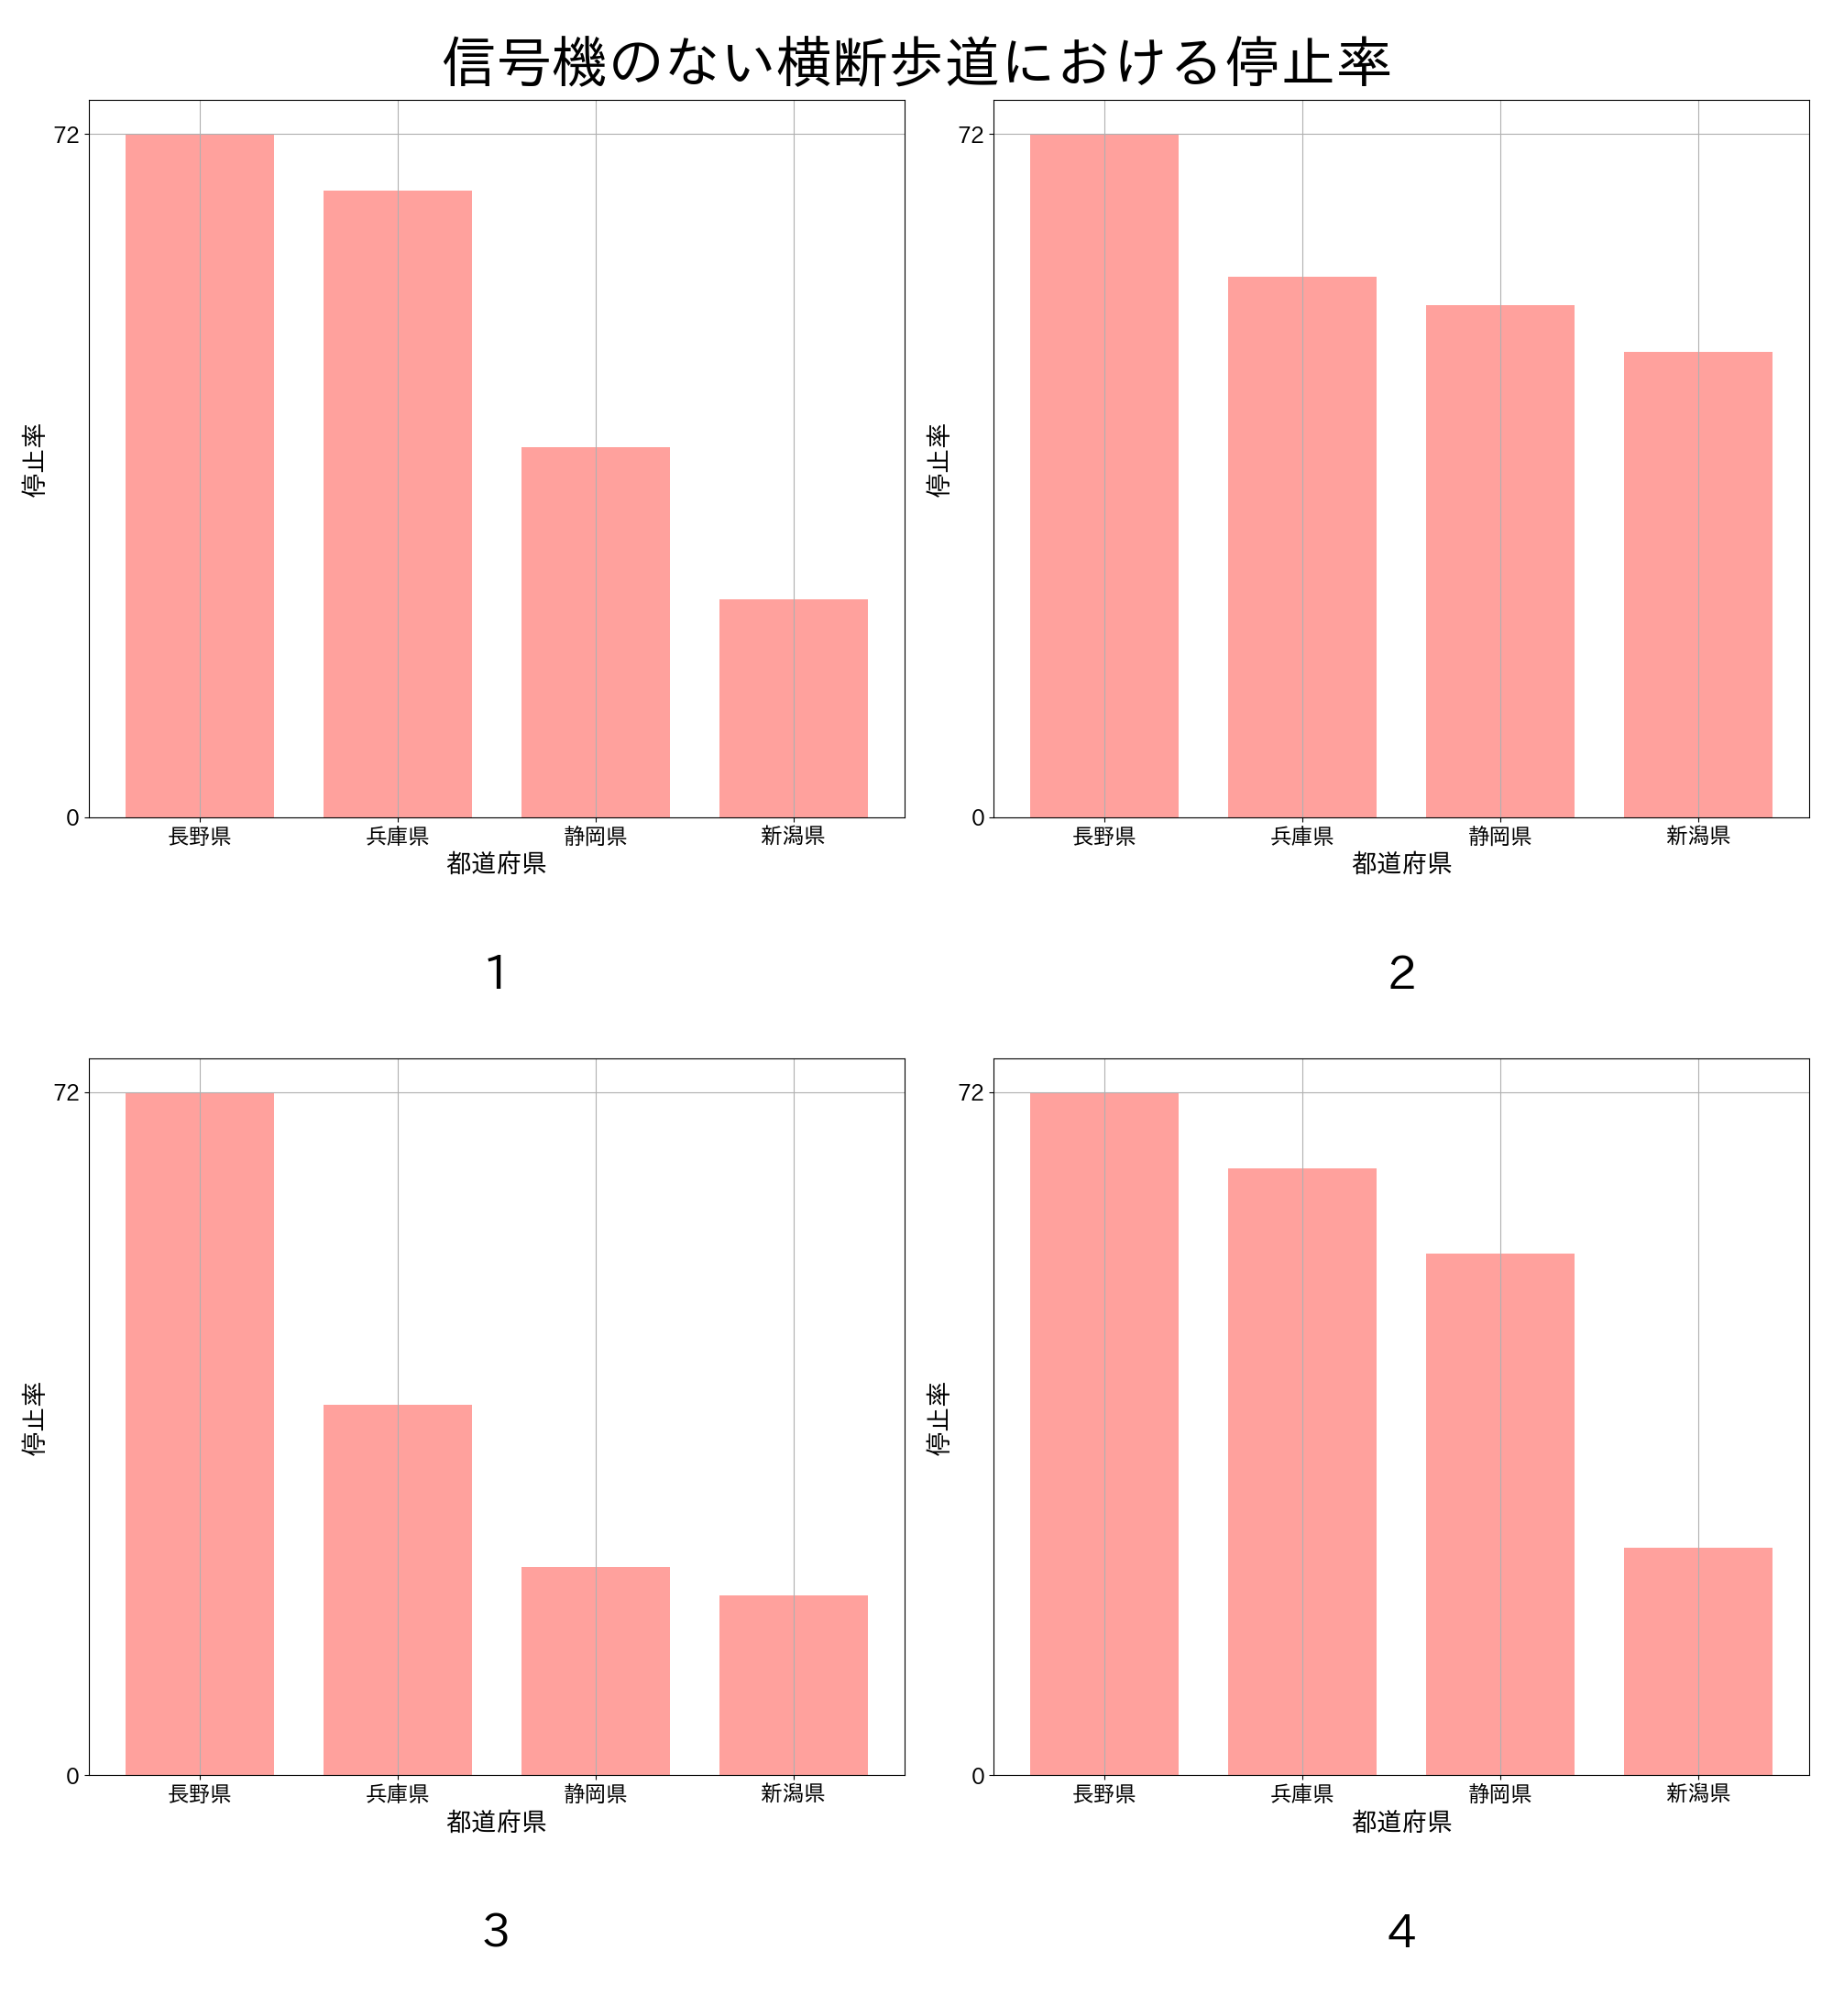 信号機のない横断歩道における停止率
72
0
停止率
長野県 兵庫県 静岡県 新潟県
都道府県
1
72
0
停止率
長野県 兵庫県 静岡県 新潟県
都道府県
2
72
0
停止率
長野県 兵庫県 静岡県 新潟県
都道府県
3
72
0
停止率
長野県 兵庫県 静岡県 新潟県
都道府県
4